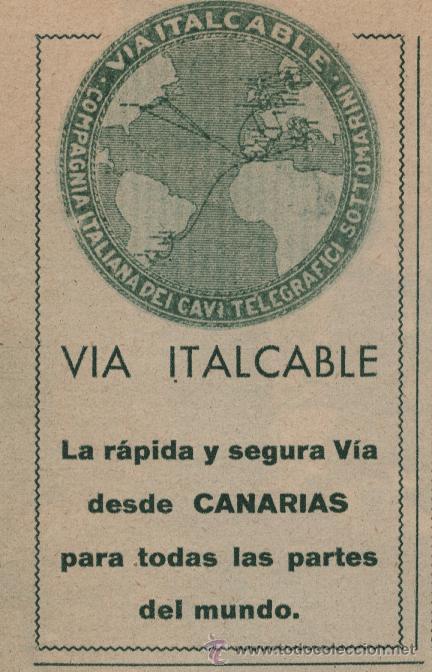 · VIA ITALCABLE ·
COMPAGNIA ITALIANA DEI CAVI TELEGRAFICI SOTTOMARINI
VIA ITALCABLE
La rápida y segura Vía
desde CANARIAS
para todas las partes
del mundo.
www.todocoleccion.net